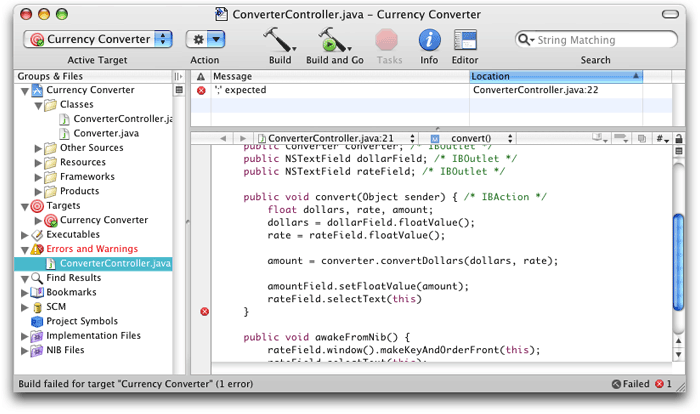 ConverterController.java – Currency Converter
Currency Converter
Active Target
Action
Build
Build and Go
Tasks
Info
Editor
String Matching
Search
Groups & Files
Currency Converter
Classes
ConverterController.ja
Converter.java
Other Sources
Resources
Frameworks
Products
Targets
Currency Converter
Executables
Errors and Warnings
ConverterController.java
Find Results
Bookmarks
SCM
Project Symbols
Implementation Files
NIB Files
Message Location
';' expected ConverterController.java:22
ConverterController.java:21 convert()
public Converter converter; /* IBOutlet */
public NSTextField dollarField; /* IBOutlet */
public NSTextField rateField; /* IBOutlet */
public void convert(Object sender) { /* IBAction */
float dollars, rate, amount;
dollars = dollarField.floatValue();
rate = rateField.floatValue();
amount = converter.convertDollars(dollars, rate);
amountField.setFloatValue(amount);
rateField.selectText(this)
}
public void awakeFromNib() {
rateField.window().makeKeyAndOrderFront(this);
rateField.selectText(this);
Build failed for target "Currency Converter" (1 error)
Failed 1